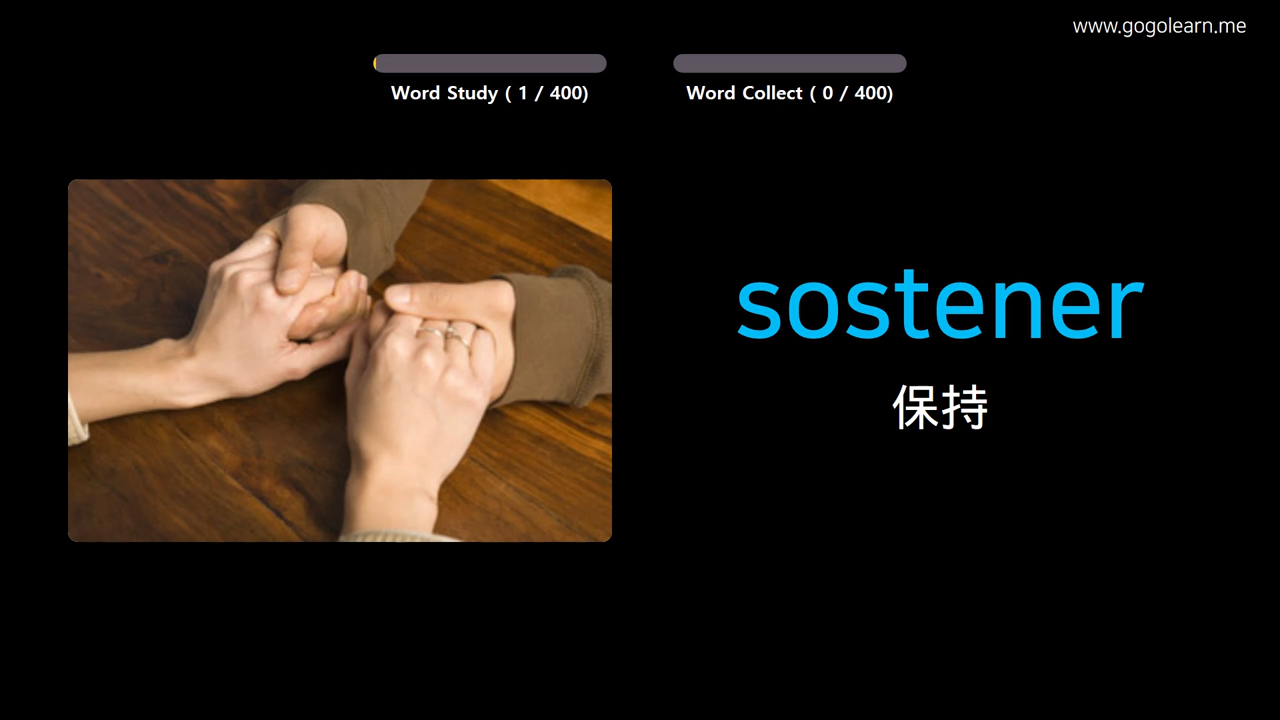 www.gogolearn.me
Word Study ( 1 / 400)
Word Collect ( 0 / 400)
sostener
保持